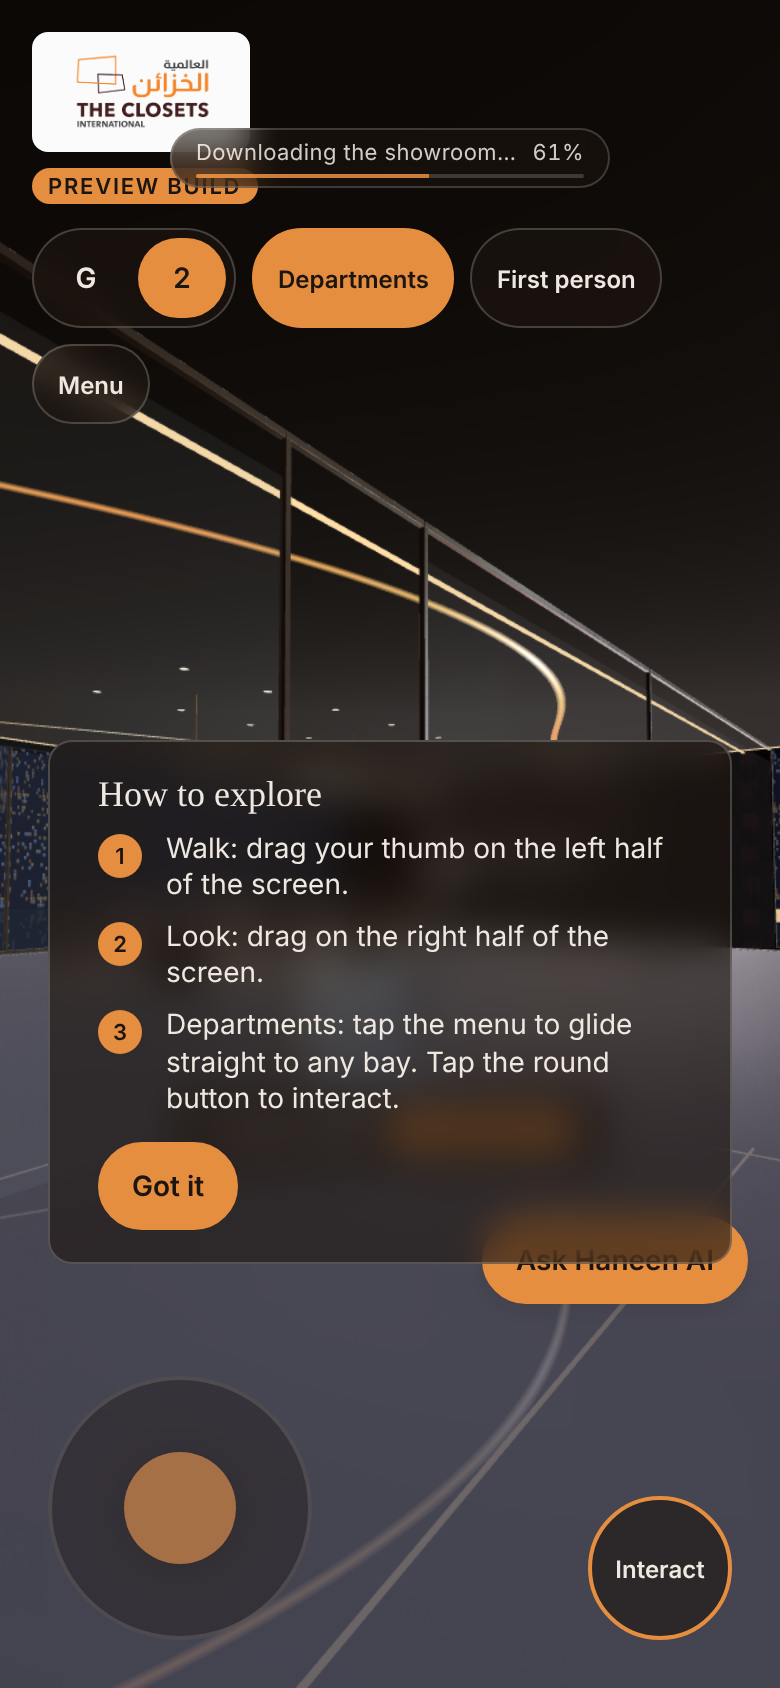 العالمية
الخزائن
THE CLOSETS
INTERNATIONAL
Downloading the showroom... 61%
PREVIEW BUILD
G 2 Departments First person
Menu
How to explore
1 Walk: drag your thumb on the left half
of the screen.
2 Look: drag on the right half of the
screen.
3 Departments: tap the menu to glide
straight to any bay. Tap the round
button to interact.
Got it
Ask Haneen AI
Interact